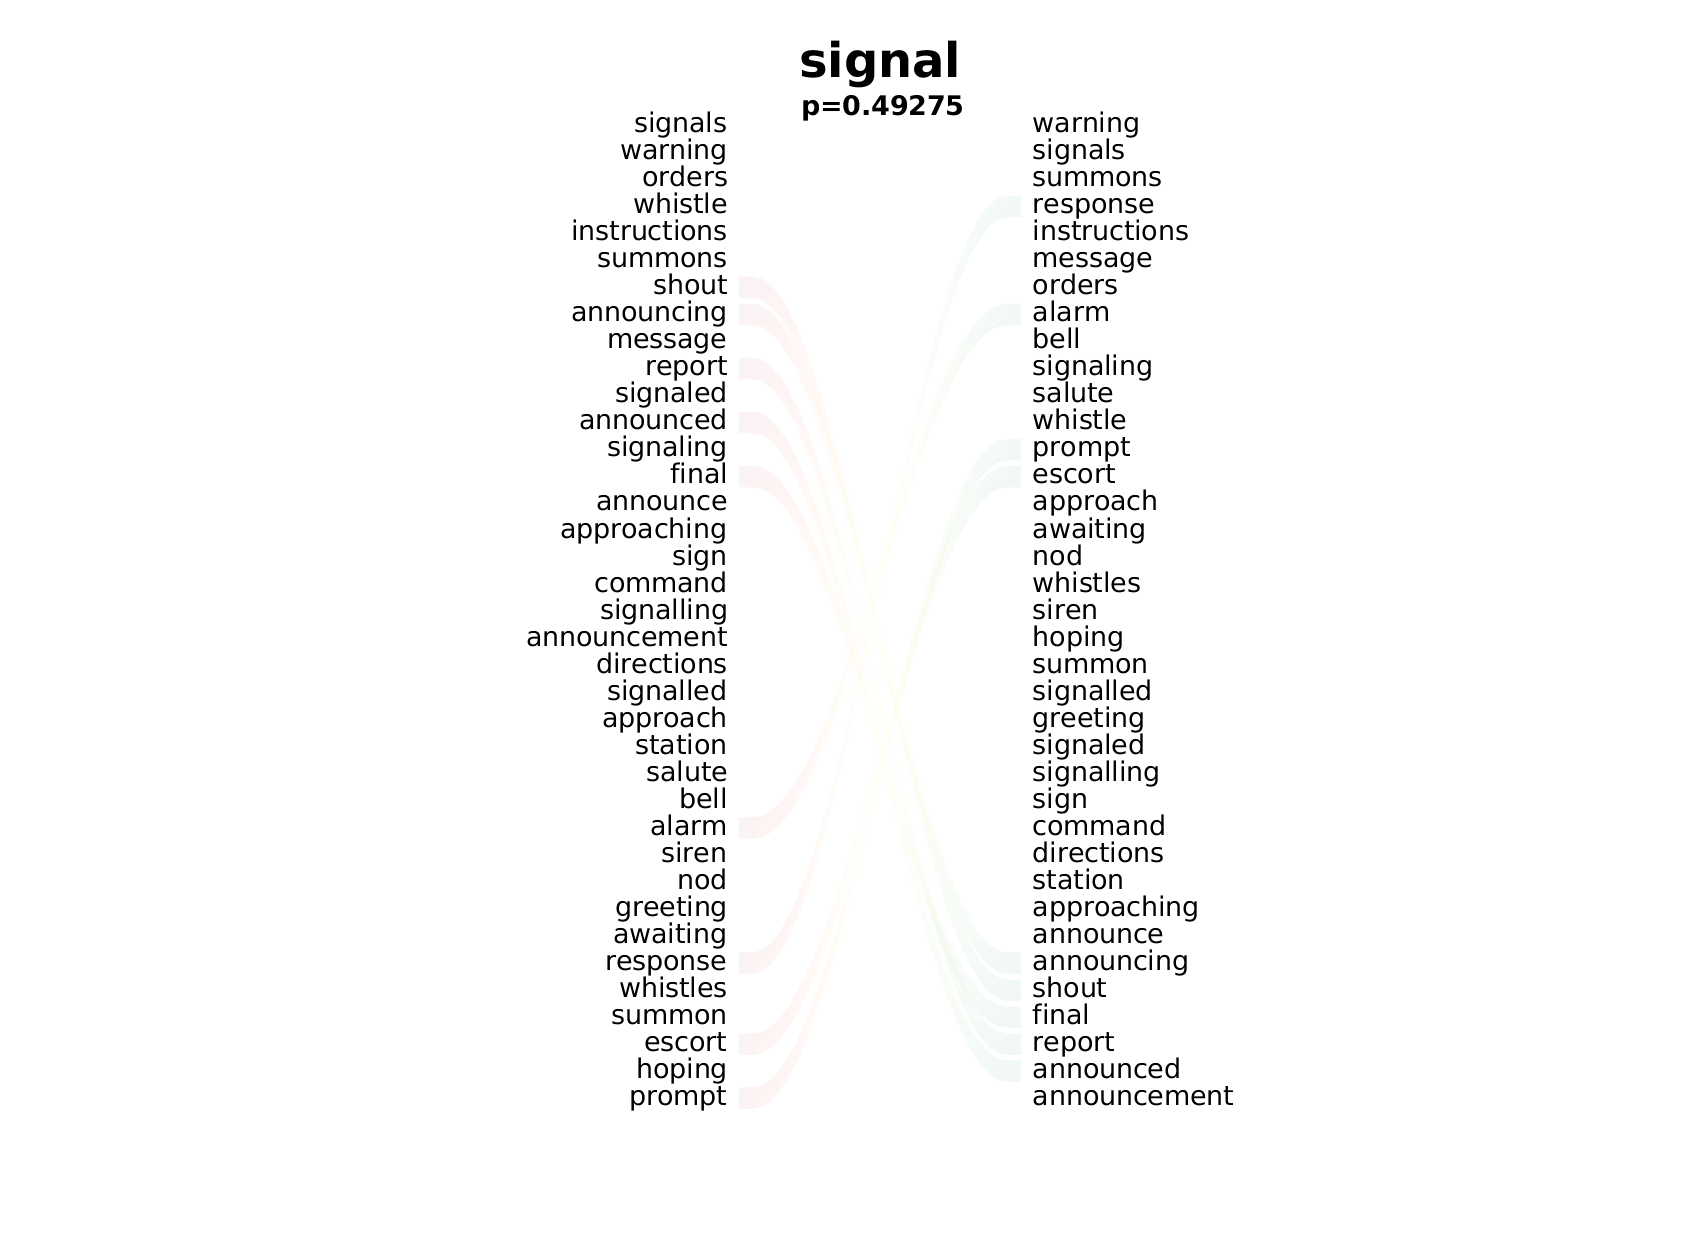 signal
p=0.49275
signals
warning
orders
whistle
instructions
summons
shout
announcing
message
report
signaled
announced
signaling
final
announce
approaching
sign
command
signalling
announcement
directions
signalled
approach
station
salute
bell
alarm
siren
nod
greeting
awaiting
response
whistles
summon
escort
hoping
prompt
warning
signals
summons
response
instructions
message
orders
alarm
bell
signaling
salute
whistle
prompt
escort
approach
awaiting
nod
whistles
siren
hoping
summon
signalled
greeting
signaled
signalling
sign
command
directions
station
approaching
announce
announcing
shout
final
report
announced
announcement